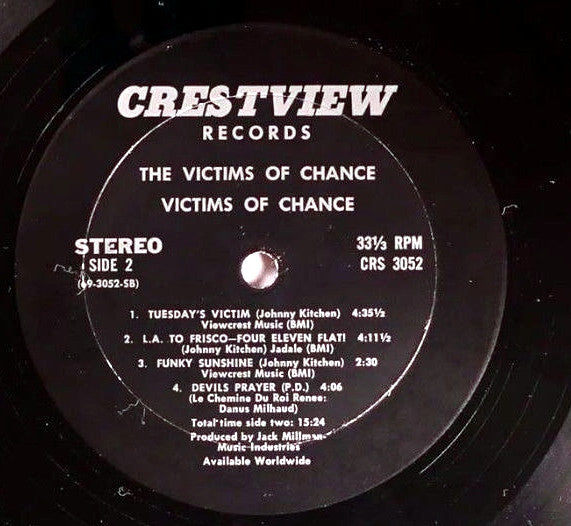 CRESTVIEW
RECORDS
THE VICTIMS OF CHANCE
VICTIMS OF CHANCE
STEREO
SIDE 2
(69-3052-SB)
33⅓ RPM
CRS 3052
1. TUESDAY'S VICTIM (Johnny Kitchen) 4:35½
Viewcrest Music (BMI)
2. L.A. TO FRISCO—FOUR ELEVEN FLAT! 4:11½
(Johnny Kitchen) Jadale (BMI)
3. FUNKY SUNSHINE (Johnny Kitchen) 2:30
Viewcrest Music (BMI)
4. DEVILS PRAYER (P.D.) 4:06
(Le Chemine Du Roi Renee:
Danus Milhaud)
Total time side two: 15:24
Produced by Jack Millman-
Music Industries
Available Worldwide